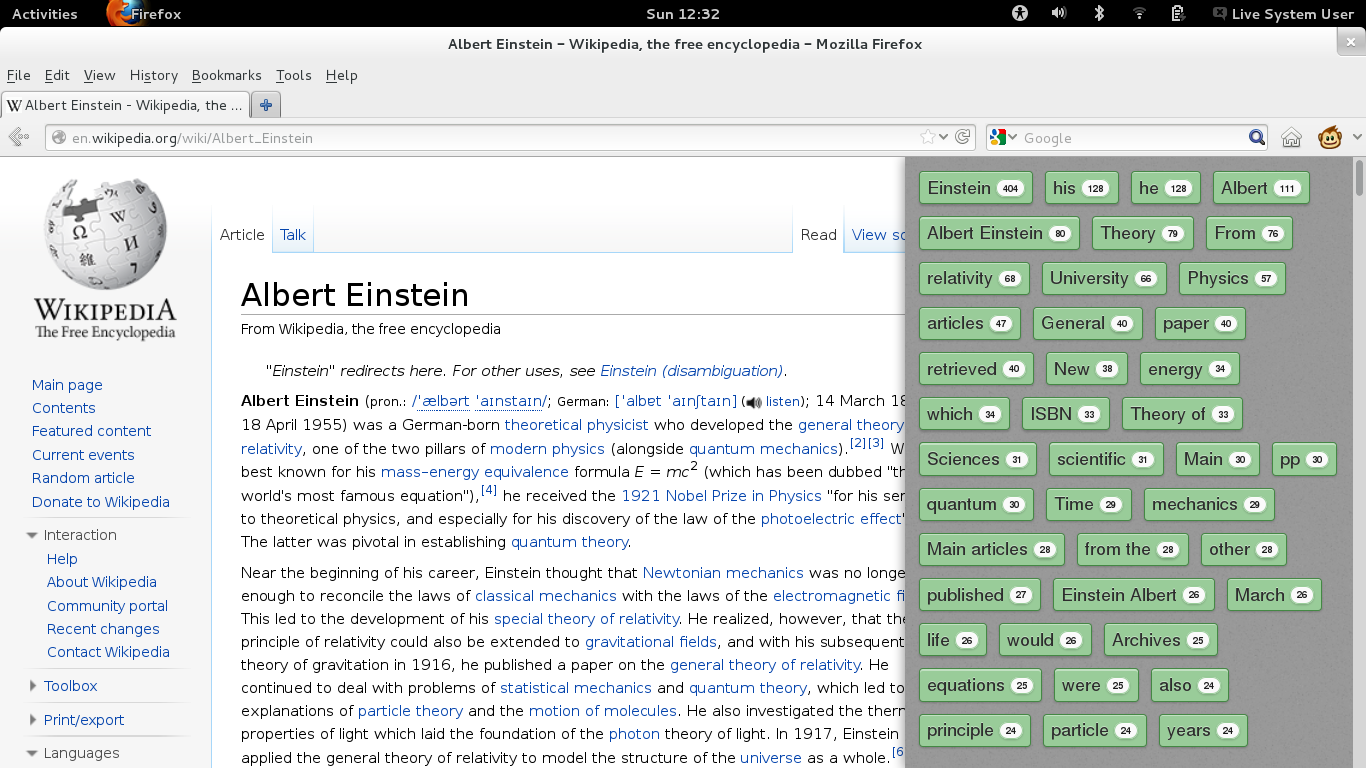 Activities Firefox Sun 12:32 Live System User
Albert Einstein – Wikipedia, the free encyclopedia – Mozilla Firefox
File Edit View History Bookmarks Tools Help
Albert Einstein - Wikipedia, the ...
en.wikipedia.org/wiki/Albert_Einstein Google
WIKIPEDIA
The Free Encyclopedia
Main page
Contents
Featured content
Current events
Random article
Donate to Wikipedia
Interaction
Help
About Wikipedia
Community portal
Recent changes
Contact Wikipedia
Toolbox
Print/export
Languages
Article Talk Read View
Albert Einstein
From Wikipedia, the free encyclopedia
"Einstein" redirects here. For other uses, see Einstein (disambiguation).
Albert Einstein (pron.: /ˈælbərt ˈaɪnstaɪn/; German: [ˈalbɐt ˈaɪnʃtaɪn] (listen); 14 March 18
18 April 1955) was a German-born theoretical physicist who developed the general theory
relativity, one of the two pillars of modern physics (alongside quantum mechanics).[2][3]
best known for his mass–energy equivalence formula E = mc2 (which has been dubbed "th
world's most famous equation"),[4] he received the 1921 Nobel Prize in Physics "for his ser
to theoretical physics, and especially for his discovery of the law of the photoelectric effect"
The latter was pivotal in establishing quantum theory.
Near the beginning of his career, Einstein thought that Newtonian mechanics was no longe
enough to reconcile the laws of classical mechanics with the laws of the electromagnetic fi
This led to the development of his special theory of relativity. He realized, however, that the
principle of relativity could also be extended to gravitational fields, and with his subsequent
theory of gravitation in 1916, he published a paper on the general theory of relativity. He
continued to deal with problems of statistical mechanics and quantum theory, which led to
explanations of particle theory and the motion of molecules. He also investigated the therm
properties of light which laid the foundation of the photon theory of light. In 1917, Einstein
applied the general theory of relativity to model the structure of the universe as a whole.[6
Einstein 404 his 128 he 128 Albert 111
Albert Einstein 80 Theory 79 From 76
relativity 68 University 66 Physics 57
articles 47 General 40 paper 40
retrieved 40 New 38 energy 34
which 34 ISBN 33 Theory of 33
Sciences 31 scientific 31 Main 30 pp 30
quantum 30 Time 29 mechanics 29
Main articles 28 from the 28 other 28
published 27 Einstein Albert 26 March 26
life 26 would 26 Archives 25
equations 25 were 25 also 24
principle 24 particle 24 years 24